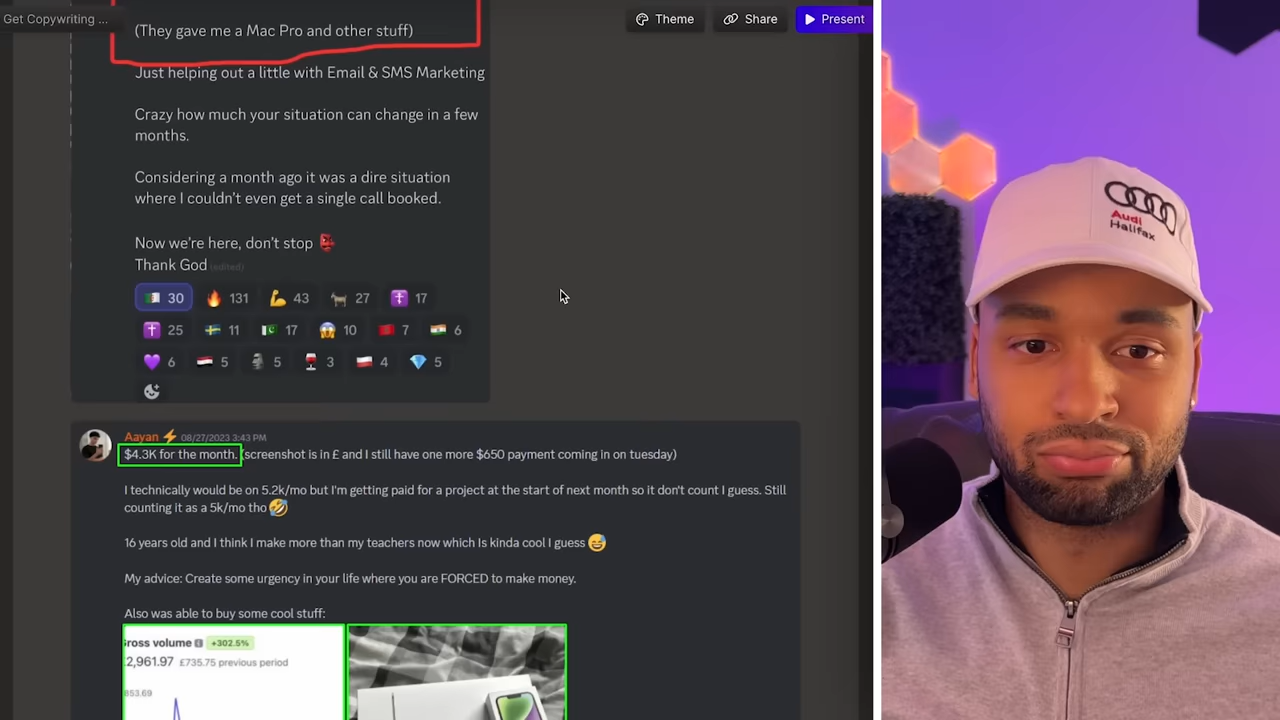 Get Copywriting ...
Theme
Share
Present
(They gave me a Mac Pro and other stuff)
Just helping out a little with Email & SMS Marketing
Crazy how much your situation can change in a few
months.
Considering a month ago it was a dire situation
where I couldn't even get a single call booked.
Now we're here, don't stop 👺
Thank God (edited)
🇩🇿 30 🔥 131 💪 43 🐐 27 ✝️ 17
✝️ 25 🇸🇪 11 🇵🇰 17 😱 10 🇲🇦 7 🇮🇳 6
💜 6 5 🗿 5 🍷 3 4 💎 5
Aayan ⚡ 08/27/2023 3:43 PM
$4.3K for the month. (screenshot is in £ and I still have one more $650 payment coming in on tuesday)
I technically would be on 5.2k/mo but I'm getting paid for a project at the start of next month so it don't count I guess. Still
counting it as a 5k/mo tho 🤣
16 years old and I think I make more than my teachers now which Is kinda cool I guess 😅
My advice: Create some urgency in your life where you are FORCED to make money.
Also was able to buy some cool stuff:
ross volume +302.5%
2,961.97 £735.75 previous period
853.69
Audi
Halifax